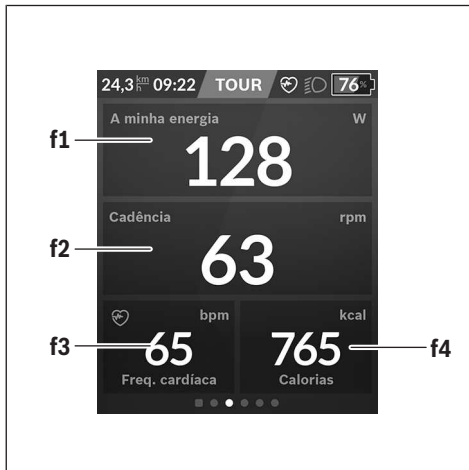 24,3 km/h 09:22 TOUR 76%
A minha energia W
f1
128
Cadência rpm
f2
63
bpm kcal
f3 65 765 f4
Freq. cardíaca Calorias